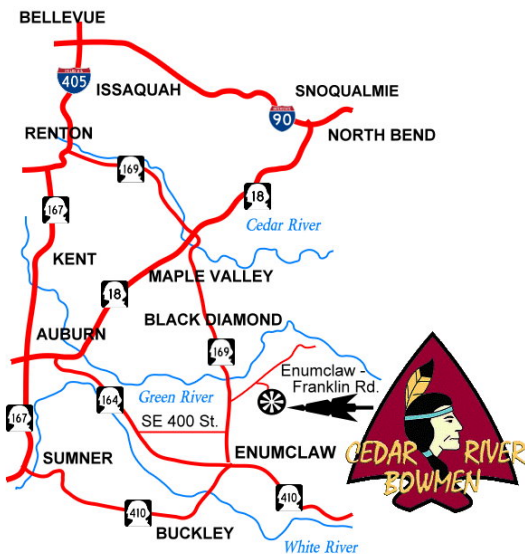 BELLEVUE
INTERSTATE
405
ISSAQUAH
SNOQUALMIE
INTERSTATE
90
RENTON
NORTH BEND
169
18
167
Cedar River
KENT
MAPLE VALLEY
18
BLACK DIAMOND
AUBURN
169
Enumclaw -
Franklin Rd.
Green River
164
167
SE 400 St.
CEDAR RIVER
BOWMEN
SUMNER
ENUMCLAW
410
410
BUCKLEY
White River